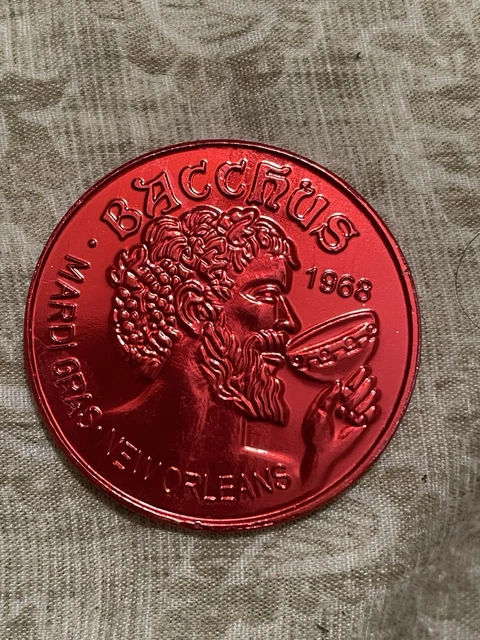 BACCHUS
1968
MARDI GRAS · NEW ORLEANS